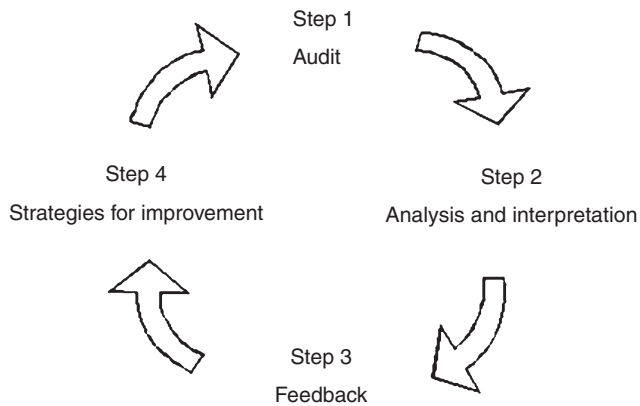 Step 1
Audit
Step 4
Strategies for improvement
Step 2
Analysis and interpretation
Step 3
Feedback